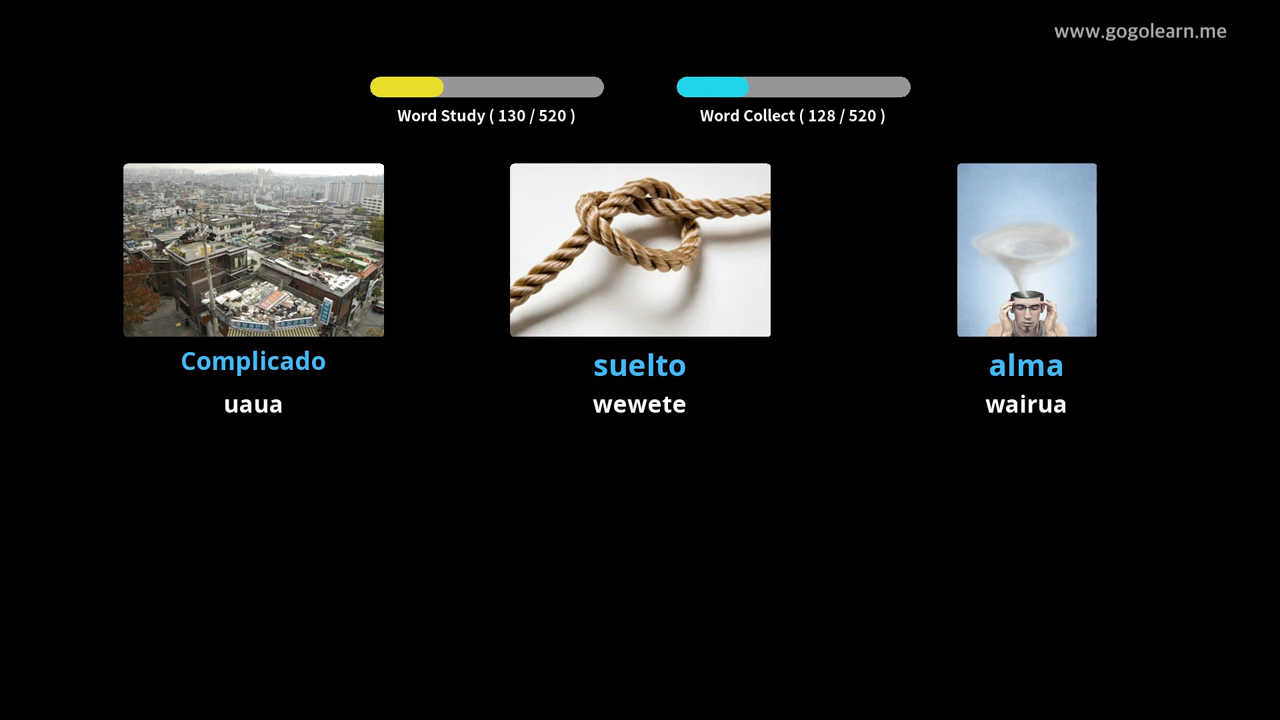 www.gogolearn.me
Word Study ( 130 / 520 )
Word Collect ( 128 / 520 )
Complicado
suelto
alma
uaua
wewete
wairua